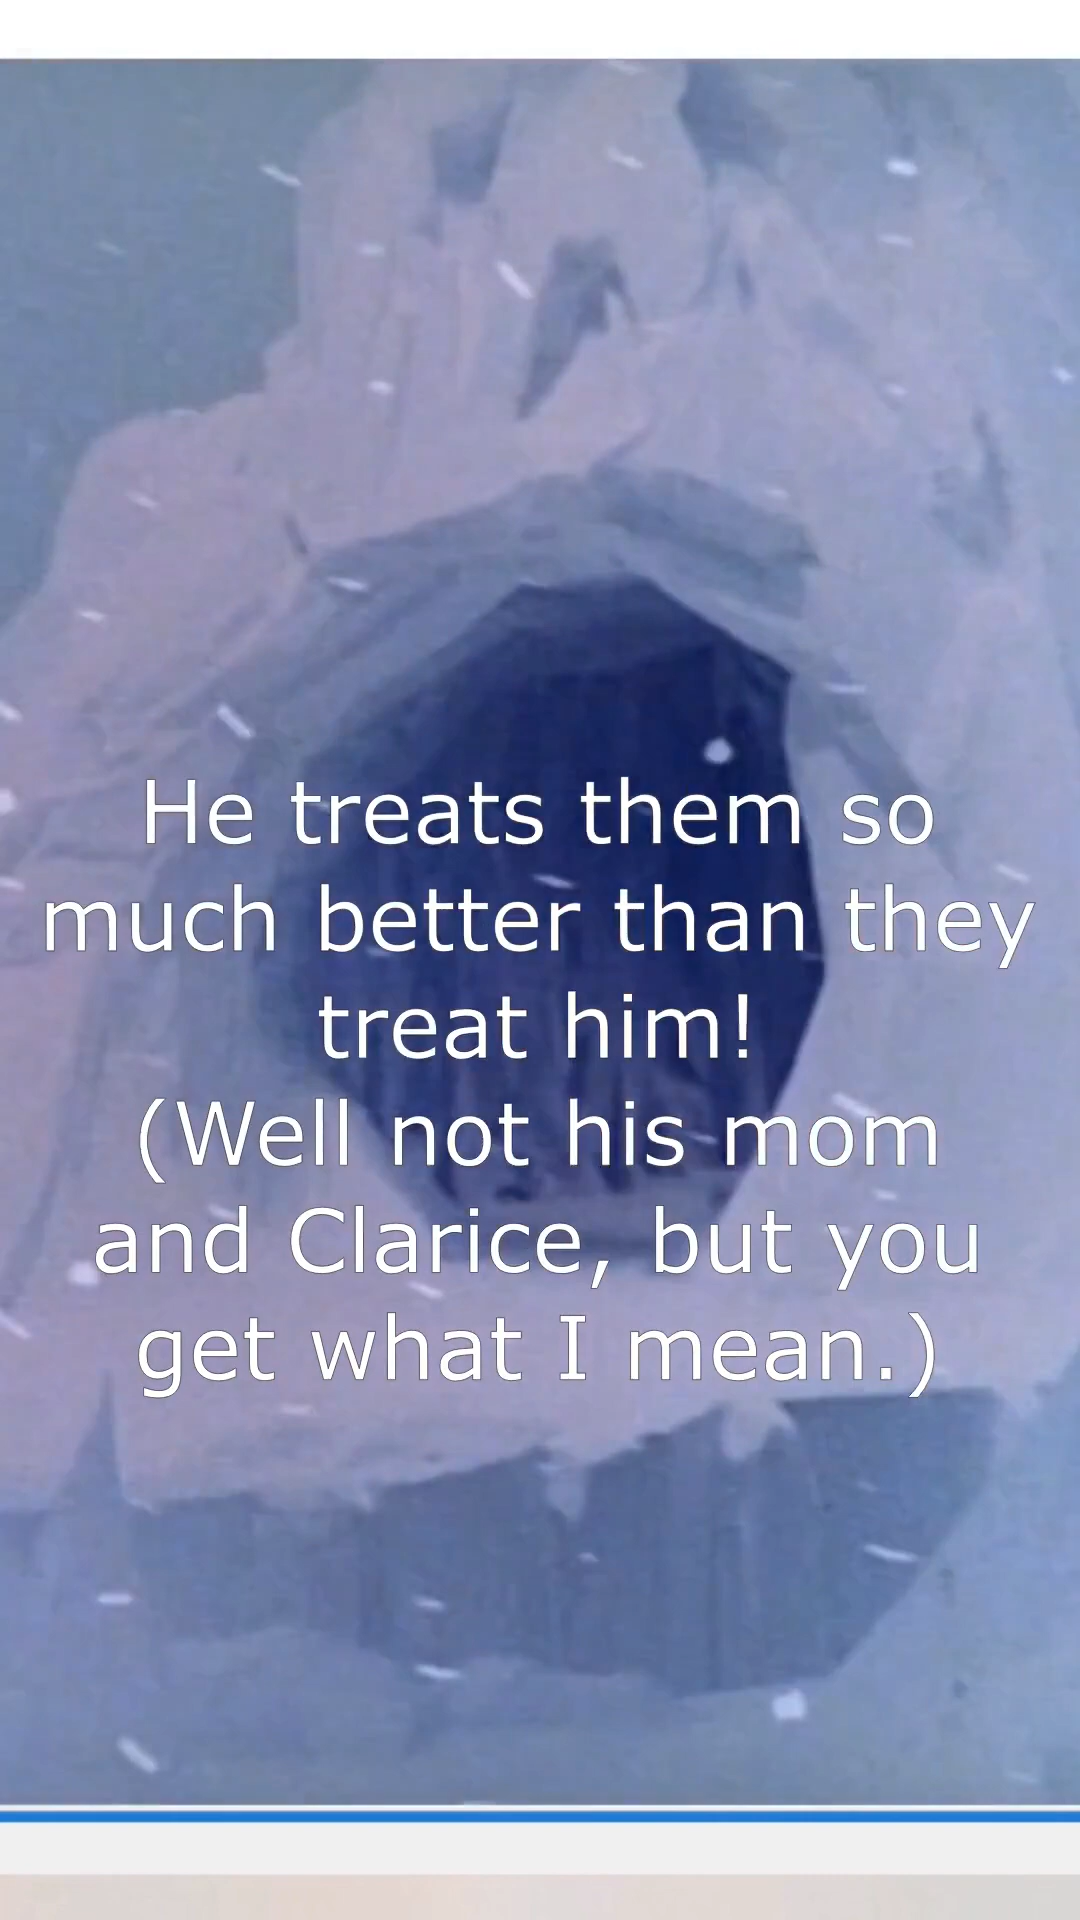 He treats them so
much better than they
treat him!
(Well not his mom
and Clarice, but you
get what I mean.)